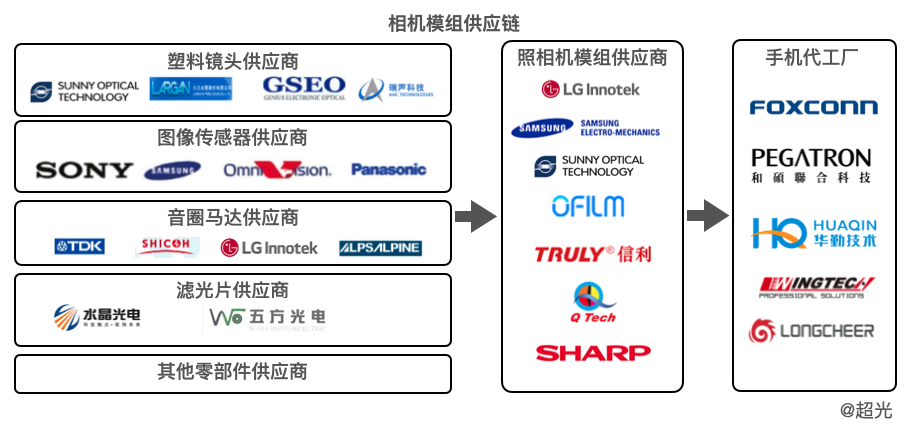 相机模组供应链
塑料镜头供应商
SUNNY OPTICAL
TECHNOLOGY
LARGAN
GSEO
GENIUS ELECTRONIC OPTICAL
瑞声科技
AAC TECHNOLOGIES
图像传感器供应商
SONY
SAMSUNG
OmniVision.
Panasonic
音圈马达供应商
TDK
SHICOH
LG Innotek
ALPSALPINE
滤光片供应商
水晶光电
五方光电
其他零部件供应商
照相机模组供应商
LG Innotek
SAMSUNG
SAMSUNG
ELECTRO-MECHANICS
SUNNY OPTICAL
TECHNOLOGY
OFILM
TRULY®信利
Q Tech
SHARP
手机代工厂
FOXCONN
PEGATRON
和碩聯合科技
HQ
HUAQIN
华勤技术
WINGTECH
PROFESSIONAL SOLUTIONS
LONGCHEER
@超光